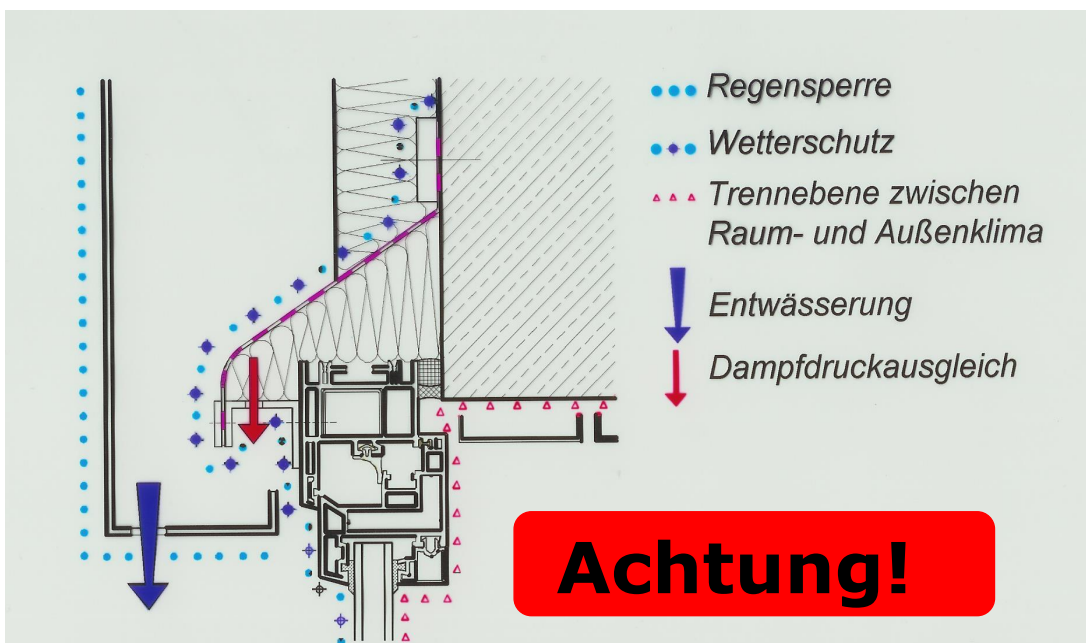 Regensperre
Wetterschutz
Trennebene zwischen
Raum- und Außenklima
Entwässerung
Dampfdruckausgleich
Achtung!